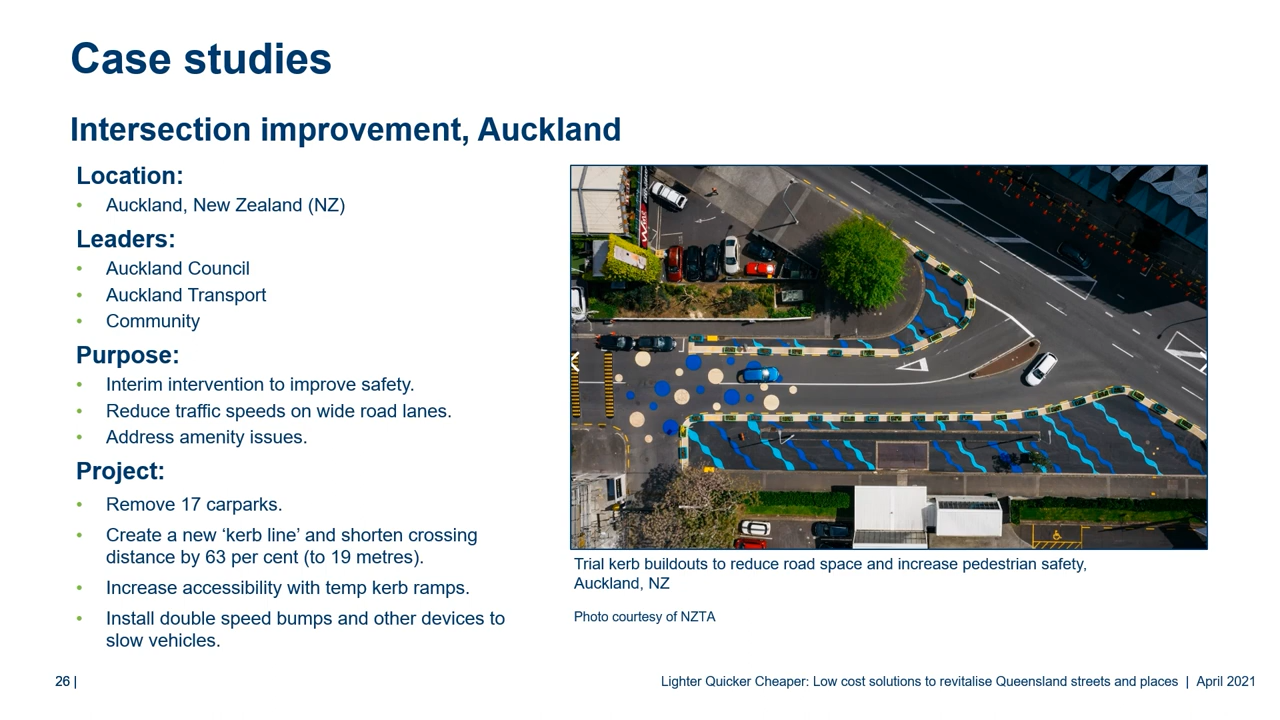 Case studies
Intersection improvement, Auckland
Location:
• Auckland, New Zealand (NZ)
Leaders:
• Auckland Council
• Auckland Transport
• Community
Purpose:
• Interim intervention to improve safety.
• Reduce traffic speeds on wide road lanes.
• Address amenity issues.
Project:
• Remove 17 carparks.
• Create a new ‘kerb line’ and shorten crossing
distance by 63 per cent (to 19 metres).
• Increase accessibility with temp kerb ramps.
• Install double speed bumps and other devices to
slow vehicles.
Trial kerb buildouts to reduce road space and increase pedestrian safety,
Auckland, NZ
Photo courtesy of NZTA
26 |
Lighter Quicker Cheaper: Low cost solutions to revitalise Queensland streets and places | April 2021